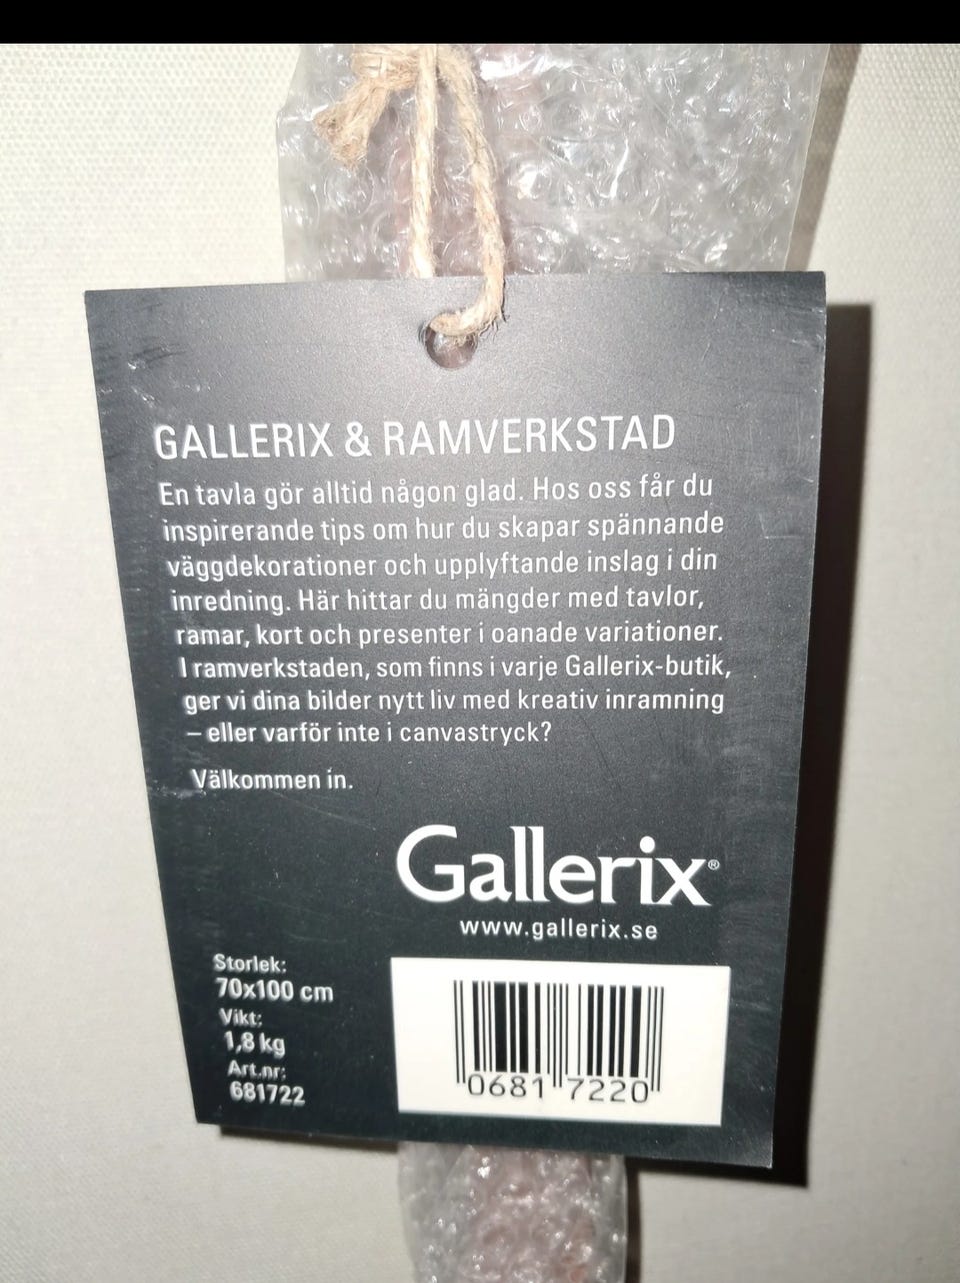 GALLERIX & RAMVERKSTAD
En tavla gör alltid någon glad. Hos oss får du
inspirerande tips om hur du skapar spännande
väggdekorationer och upplyftande inslag i din
inredning. Här hittar du mängder med tavlor,
ramar, kort och presenter i oanade variationer.
I ramverkstaden, som finns i varje Gallerix-butik,
ger vi dina bilder nytt liv med kreativ inramning
– eller varför inte i canvastryck?
Välkommen in.
Gallerix®
www.gallerix.se
Storlek:
70x100 cm
Vikt:
1,8 kg
Art.nr:
681722
0681 7220